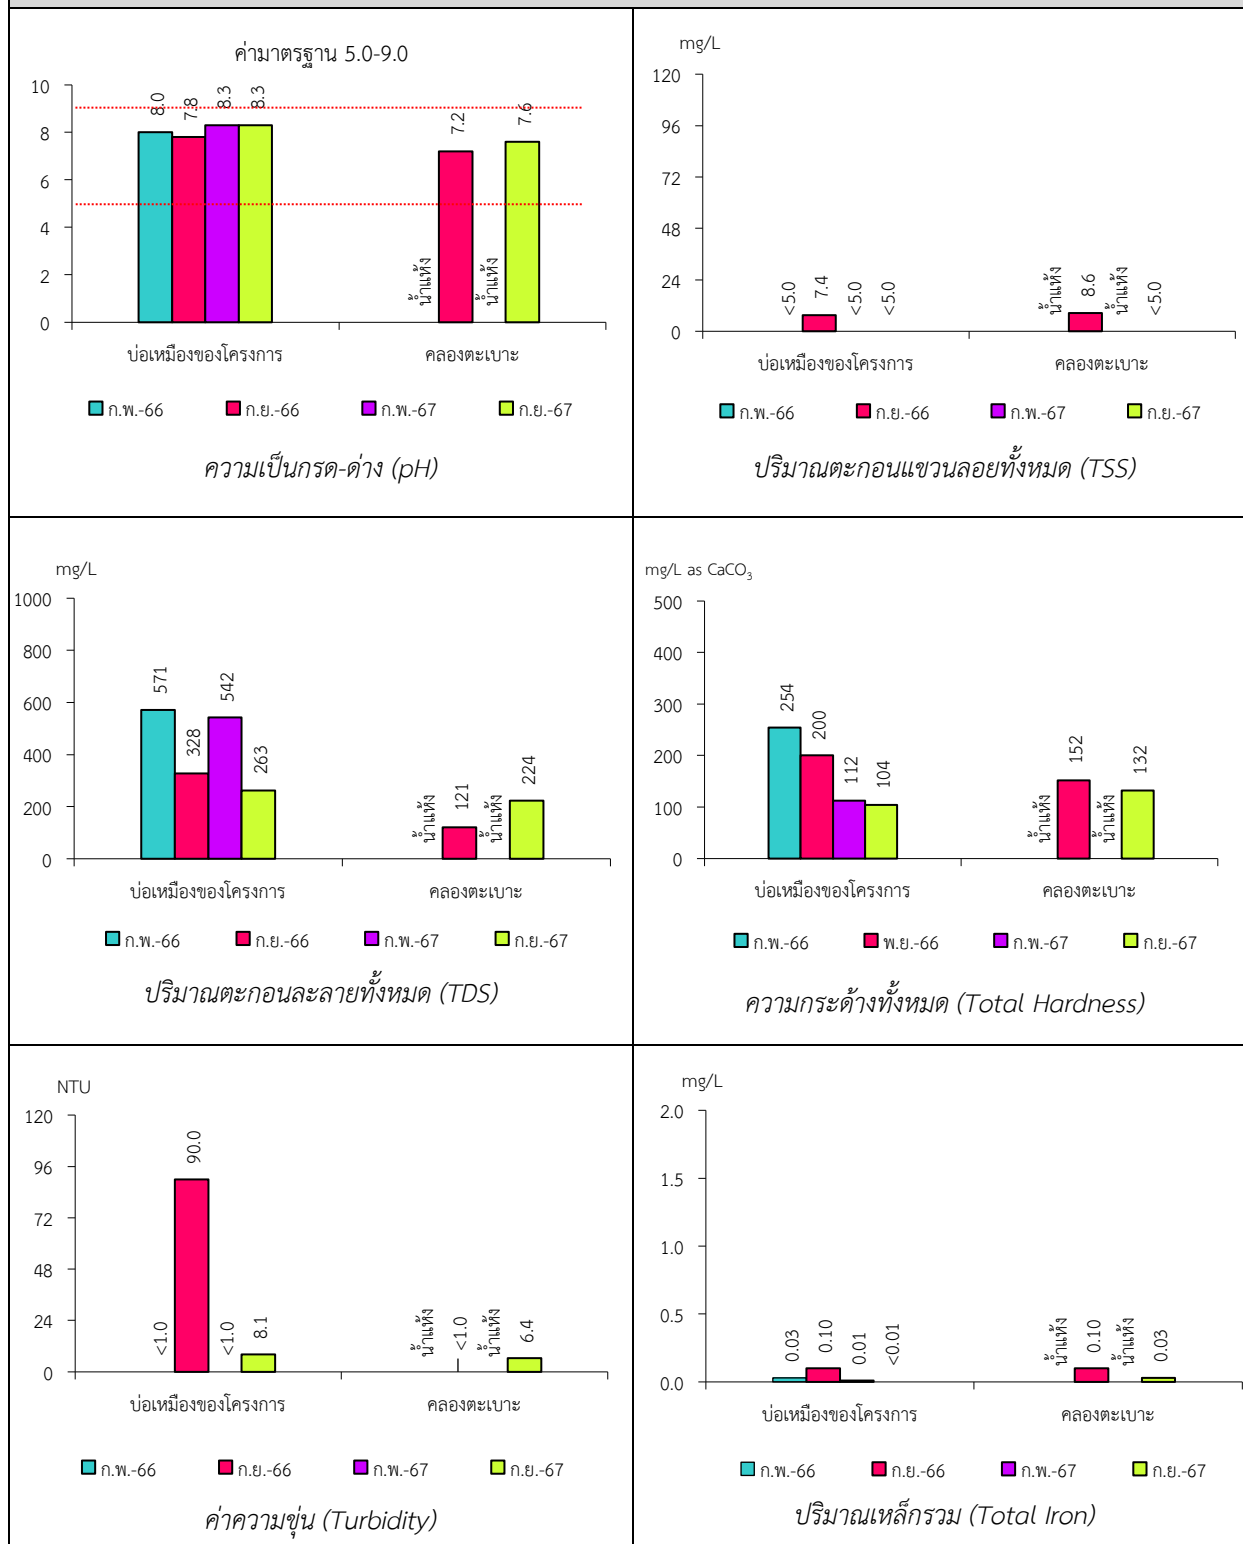 ค่ามาตรฐาน 5.0-9.0
10
8
6
4
2
0
8.0
7.8
8.3
8.3
น้ำแห้ง
7.2
น้ำแห้ง
7.6
บ่อเหมืองของโครงการ
คลองตะเบาะ
ก.พ.-66
ก.ย.-66
ก.พ.-67
ก.ย.-67
ความเป็นกรด-ด่าง (pH)
mg/L
120
96
72
48
24
0
<5.0
7.4
<5.0
<5.0
น้ำแห้ง
8.6
น้ำแห้ง
<5.0
บ่อเหมืองของโครงการ
คลองตะเบาะ
ก.พ.-66
ก.ย.-66
ก.พ.-67
ก.ย.-67
ปริมาณตะกอนแขวนลอยทั้งหมด (TSS)
mg/L
1000
800
600
400
200
0
571
328
542
263
น้ำแห้ง
121
น้ำแห้ง
224
บ่อเหมืองของโครงการ
คลองตะเบาะ
ก.พ.-66
ก.ย.-66
ก.พ.-67
ก.ย.-67
ปริมาณตะกอนละลายทั้งหมด (TDS)
mg/L as CaCO₃
500
400
300
200
100
0
254
200
112
104
น้ำแห้ง
152
น้ำแห้ง
132
บ่อเหมืองของโครงการ
คลองตะเบาะ
ก.พ.-66
พ.ย.-66
ก.พ.-67
ก.ย.-67
ความกระด้างทั้งหมด (Total Hardness)
NTU
120
96
72
48
24
0
<1.0
90.0
<1.0
8.1
น้ำแห้ง
<1.0
น้ำแห้ง
6.4
บ่อเหมืองของโครงการ
คลองตะเบาะ
ก.พ.-66
ก.ย.-66
ก.พ.-67
ก.ย.-67
ค่าความขุ่น (Turbidity)
mg/L
2.0
1.5
1.0
0.5
0.0
0.03
0.10
0.01
<0.01
น้ำแห้ง
0.10
น้ำแห้ง
0.03
บ่อเหมืองของโครงการ
คลองตะเบาะ
ก.พ.-66
ก.ย.-66
ก.พ.-67
ก.ย.-67
ปริมาณเหล็กรวม (Total Iron)